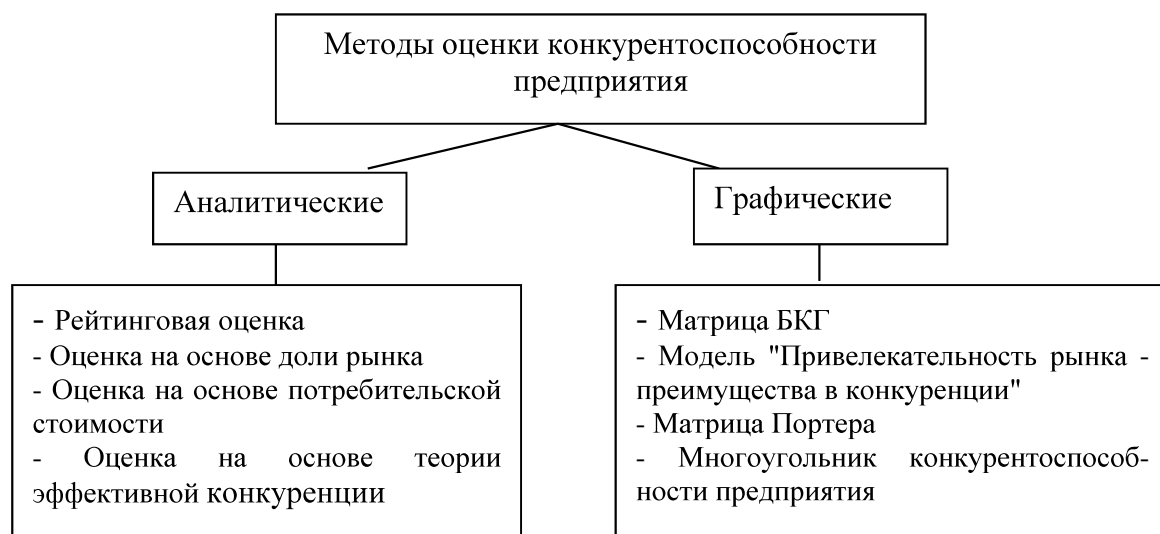 Методы оценки конкурентоспособности
предприятия
Аналитические
Графические
- Рейтинговая оценка
- Оценка на основе доли рынка
- Оценка на основе потребительской
стоимости
- Оценка на основе теории
эффективной конкуренции
- Матрица БКГ
- Модель "Привелекательность рынка -
преимущества в конкуренции"
- Матрица Портера
- Многоугольник конкурентоспособ-
ности предприятия